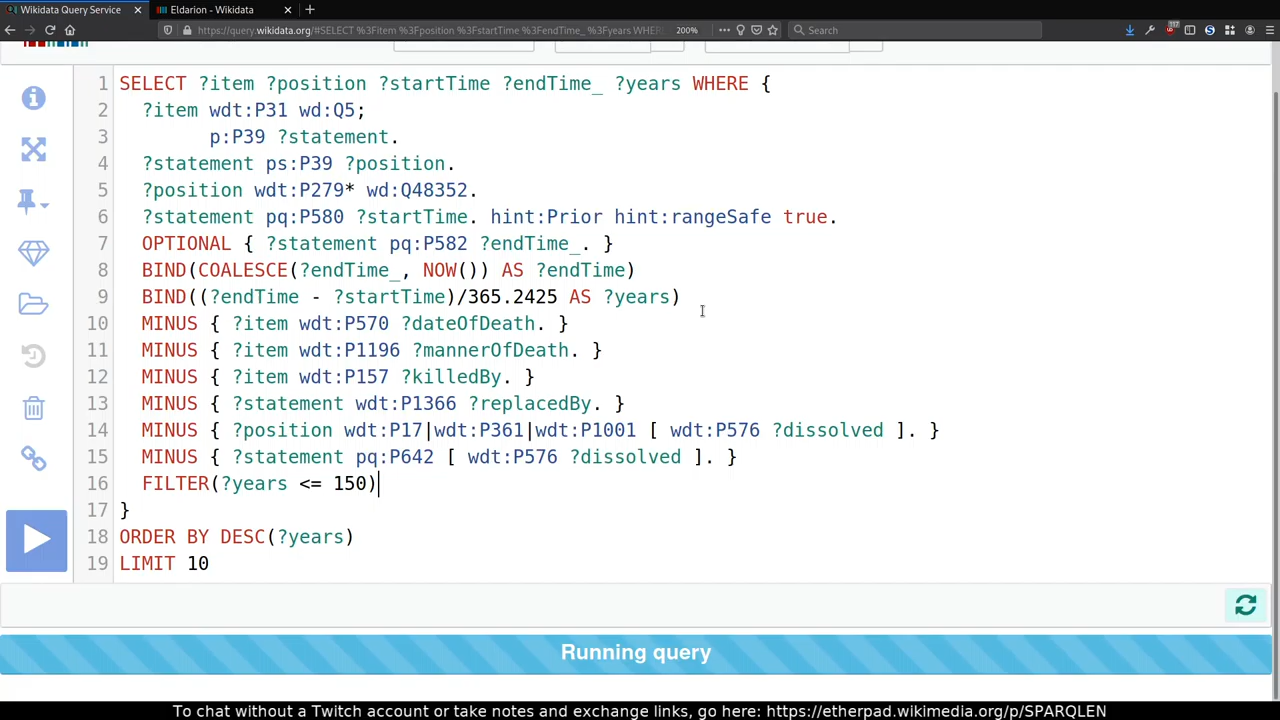 Wikidata Query Service
Eldarion - Wikidata
https://query.wikidata.org/#SELECT %3Fitem %3Fposition %3FstartTime %3FendTime_ %3Fyears WHER
200%
Search
1 SELECT ?item ?position ?startTime ?endTime_ ?years WHERE {
2 ?item wdt:P31 wd:Q5;
3 p:P39 ?statement.
4 ?statement ps:P39 ?position.
5 ?position wdt:P279* wd:Q48352.
6 ?statement pq:P580 ?startTime. hint:Prior hint:rangeSafe true.
7 OPTIONAL { ?statement pq:P582 ?endTime_. }
8 BIND(COALESCE(?endTime_, NOW()) AS ?endTime)
9 BIND((?endTime - ?startTime)/365.2425 AS ?years)
10 MINUS { ?item wdt:P570 ?dateOfDeath. }
11 MINUS { ?item wdt:P1196 ?mannerOfDeath. }
12 MINUS { ?item wdt:P157 ?killedBy. }
13 MINUS { ?statement wdt:P1366 ?replacedBy. }
14 MINUS { ?position wdt:P17|wdt:P361|wdt:P1001 [ wdt:P576 ?dissolved ]. }
15 MINUS { ?statement pq:P642 [ wdt:P576 ?dissolved ]. }
16 FILTER(?years <= 150)
17 }
18 ORDER BY DESC(?years)
19 LIMIT 10
Running query
To chat without a Twitch account or take notes and exchange links, go here: https://etherpad.wikimedia.org/p/SPARQLEN